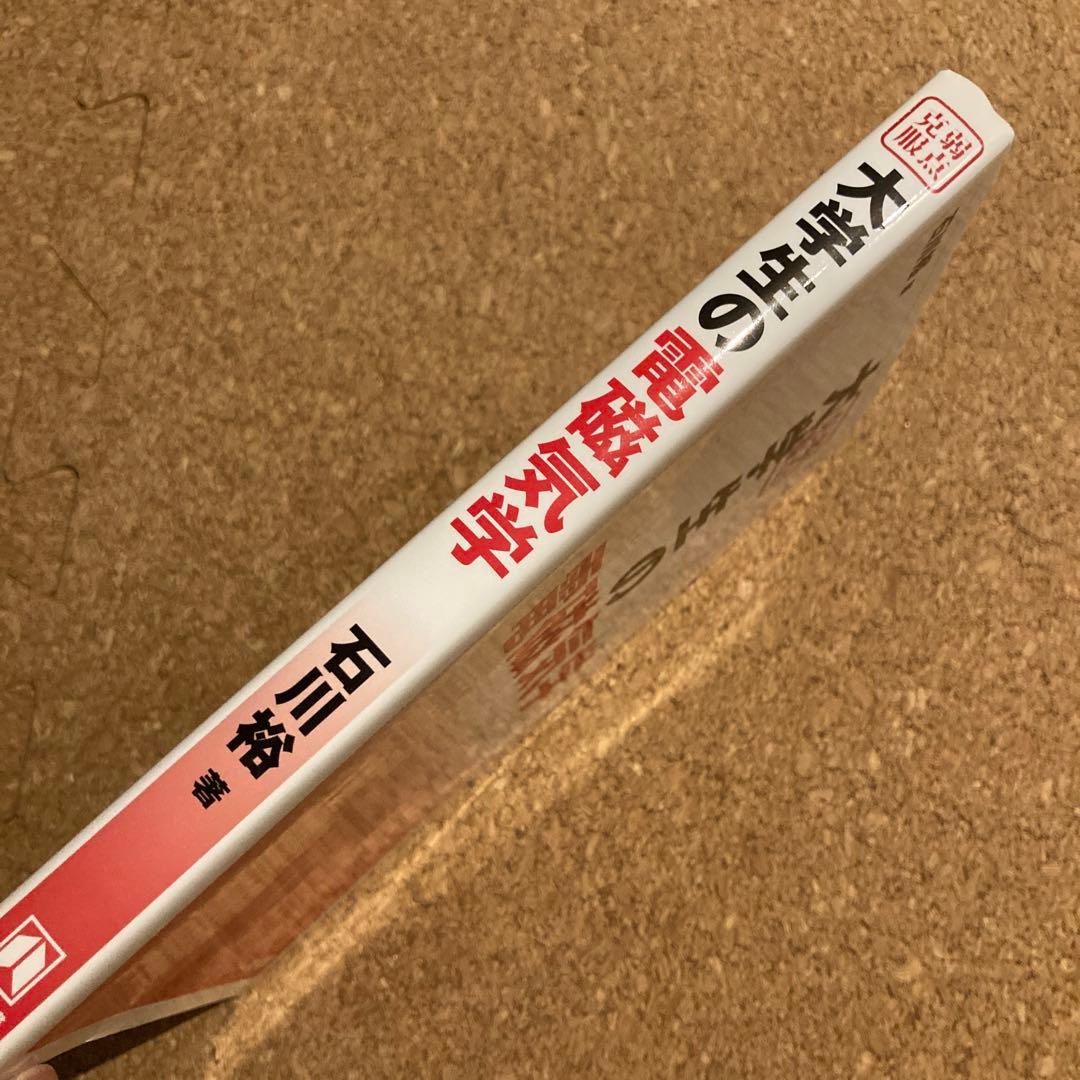 弱点
克服
大学生の電磁気学
石川 裕 著